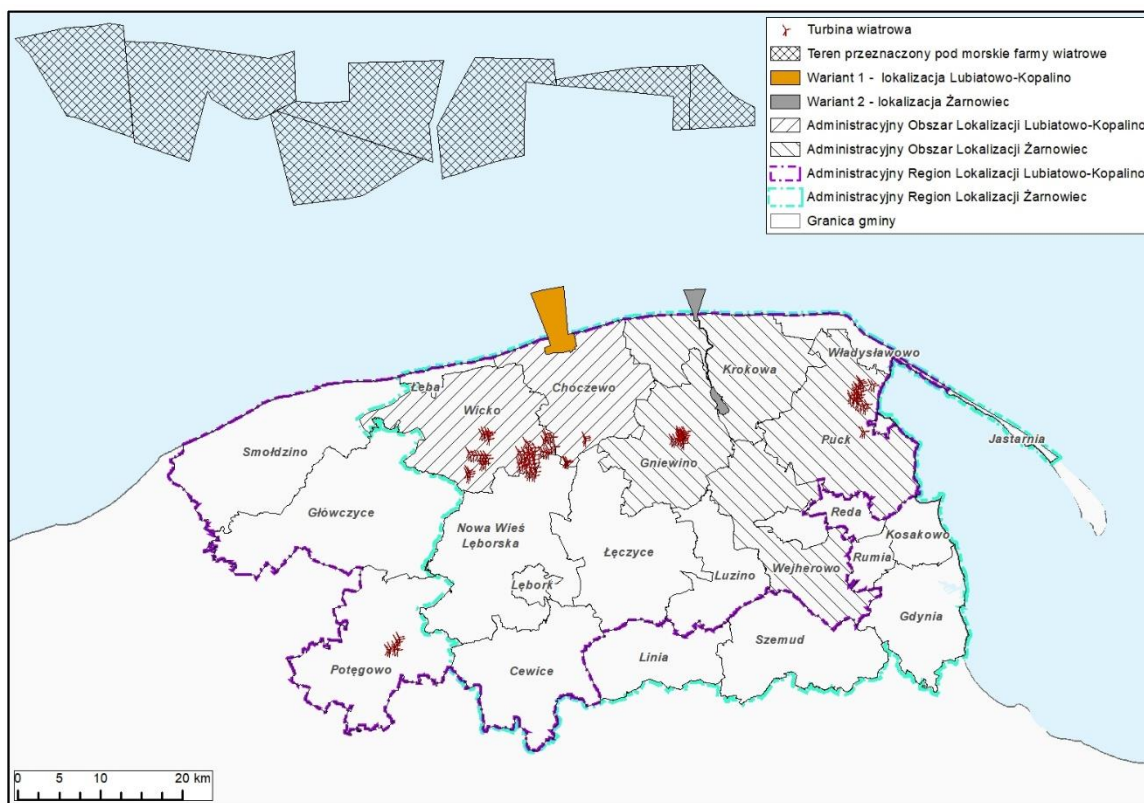 Turbina wiatrowa
Teren przeznaczony pod morskie farmy wiatrowe
Wariant 1 - lokalizacja Lubiatowo-Kopalino
Wariant 2 - lokalizacja Żarnowiec
Administracyjny Obszar Lokalizacji Lubiatowo-Kopalino
Administracyjny Obszar Lokalizacji Żarnowiec
Administracyjny Region Lokalizacji Lubiatowo-Kopalino
Administracyjny Region Lokalizacji Żarnowiec
Granica gminy
Władysławowo
Krokowa
Łeba
Choczewo
Wicko
Jastarnia
Puck
Smołdzino
Gniewino
Główczyce
Reda
Nowa Wieś
Lęborska
Kosakowo
Łęczyce
Rumia
Wejherowo
Luzino
Lębork
Gdynia
Szemud
Linia
Potęgowo
Cewice
0 5 10 20 km